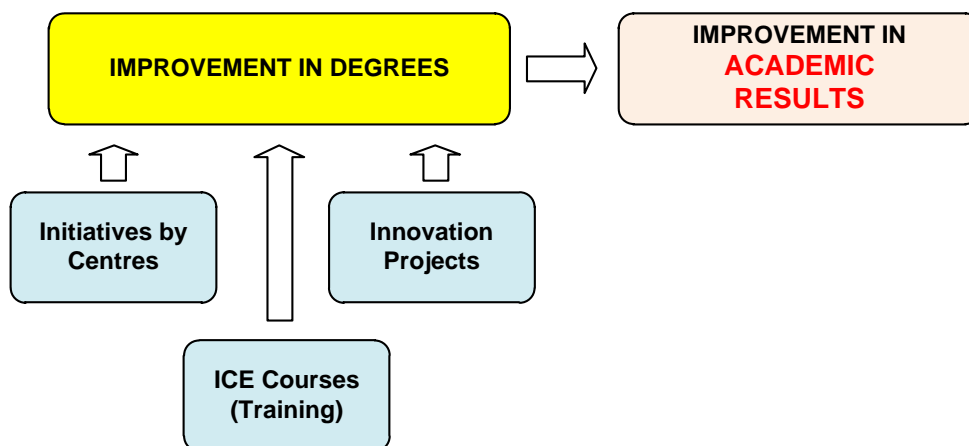 IMPROVEMENT IN DEGREES
IMPROVEMENT IN
ACADEMIC
RESULTS
Initiatives by
Centres
Innovation
Projects
ICE Courses
(Training)